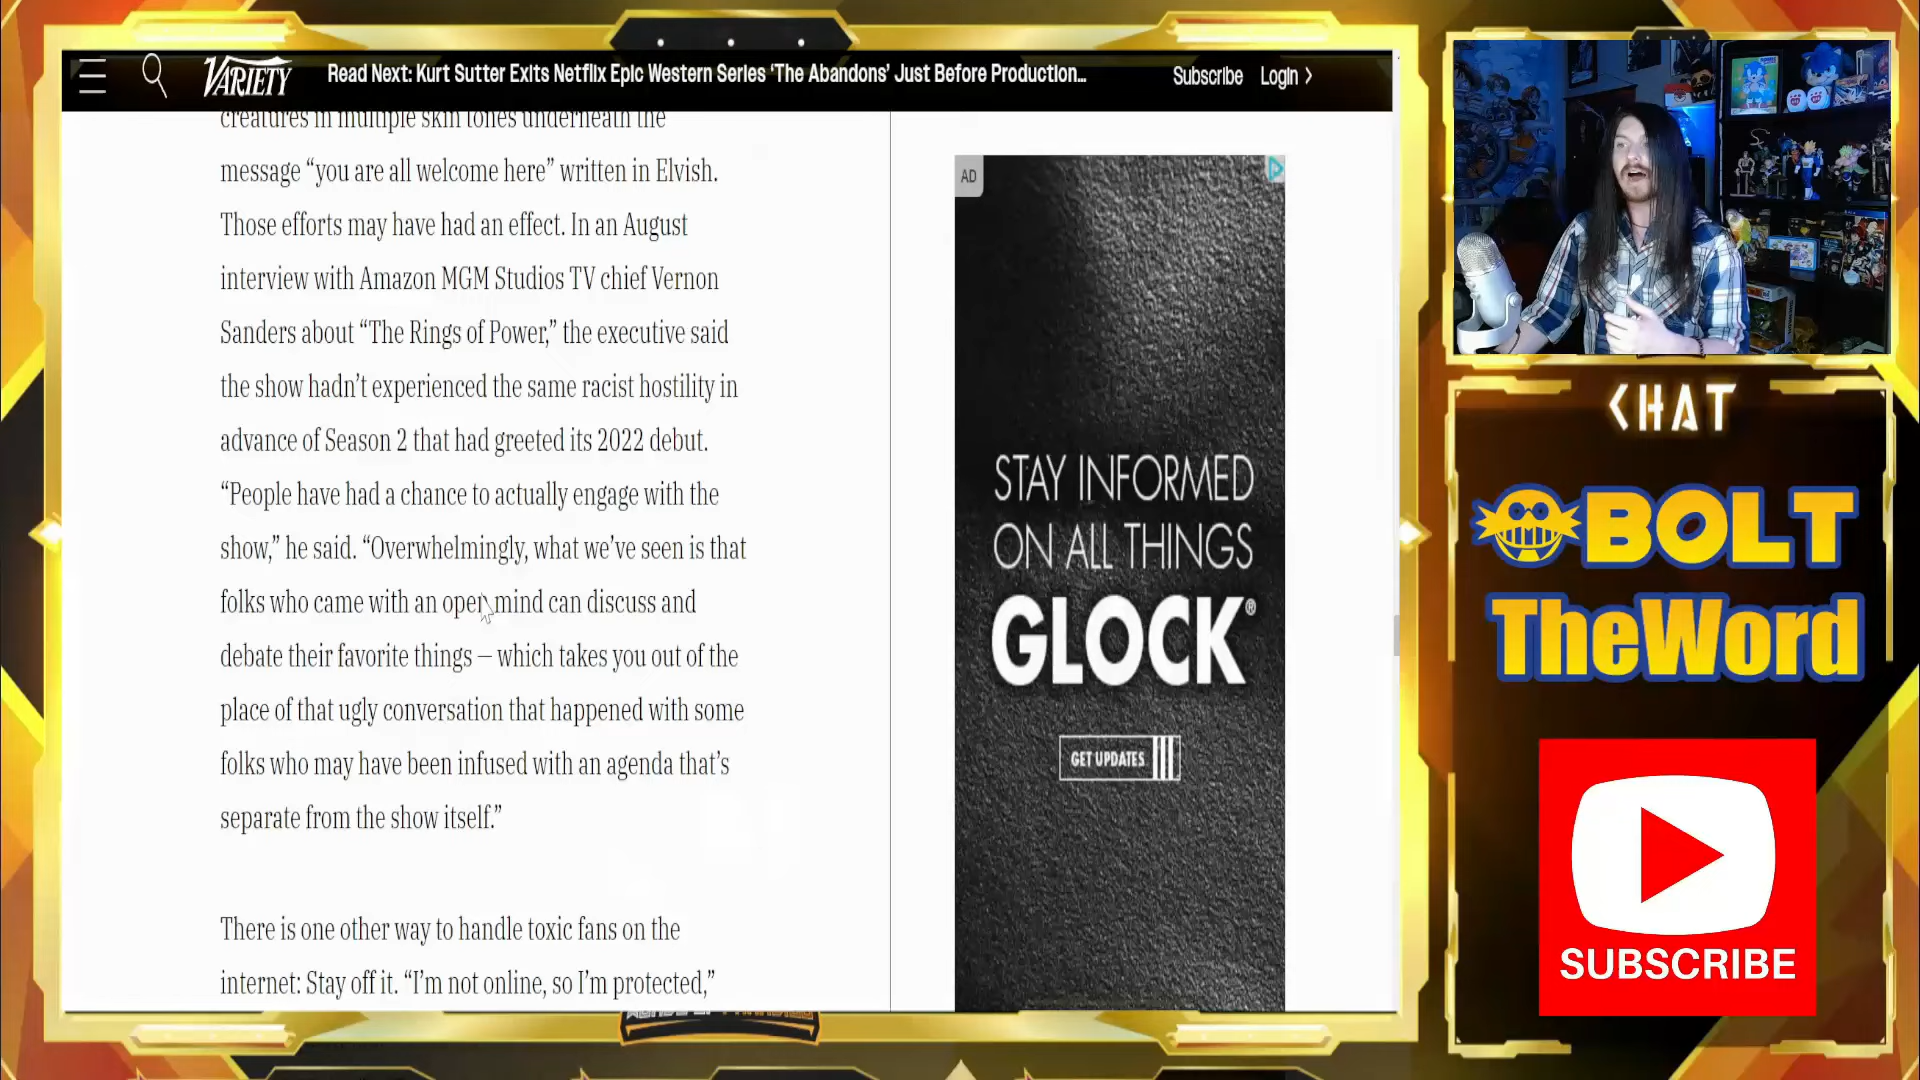 VARIETY
Read Next: Kurt Sutter Exits Netflix Epic Western Series ‘The Abandons’ Just Before Production...
Subscribe Login
creatures in multiple skin tones underneath the
message “you are all welcome here” written in Elvish.
Those efforts may have had an effect. In an August
interview with Amazon MGM Studios TV chief Vernon
Sanders about “The Rings of Power,” the executive said
the show hadn’t experienced the same racist hostility in
advance of Season 2 that had greeted its 2022 debut.
“People have had a chance to actually engage with the
show,” he said. “Overwhelmingly, what we’ve seen is that
folks who came with an open mind can discuss and
debate their favorite things — which takes you out of the
place of that ugly conversation that happened with some
folks who may have been infused with an agenda that’s
separate from the show itself.”
There is one other way to handle toxic fans on the
internet: Stay off it. “I’m not online, so I’m protected,”
AD
STAY INFORMED
ON ALL THINGS
GLOCK®
GET UPDATES
CHAT
BOLT
TheWord
SUBSCRIBE